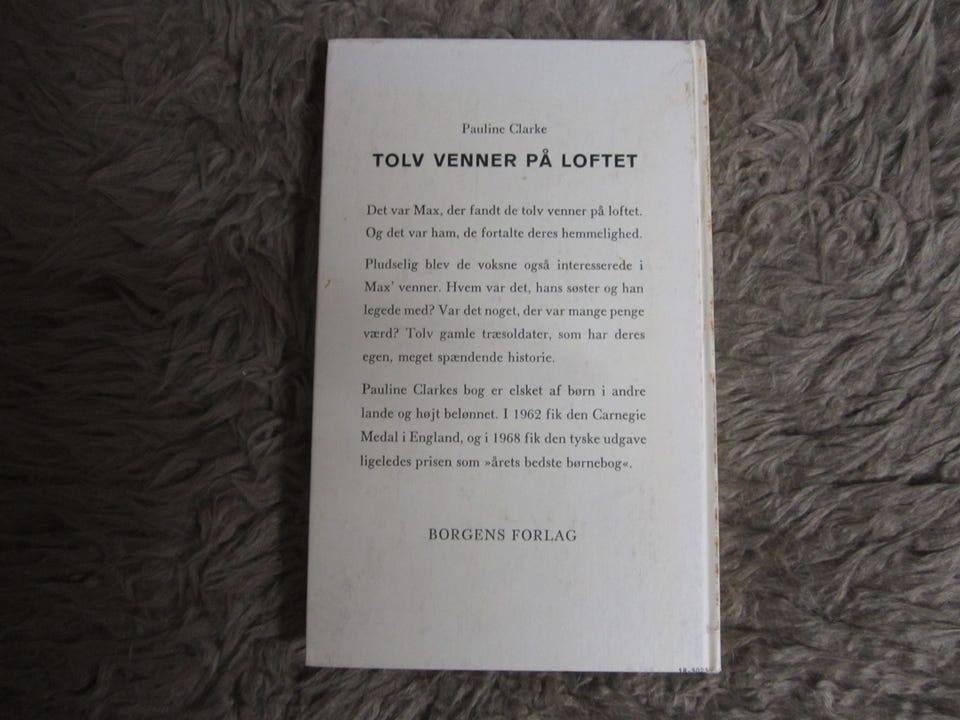 Pauline Clarke
TOLV VENNER PÅ LOFTET
Det var Max, der fandt de tolv venner på loftet.
Og det var ham, de fortalte deres hemmelighed.
Pludselig blev de voksne også interesserede i
Max' venner. Hvem var det, hans søster og han
legede med? Var det noget, der var mange penge
værd? Tolv gamle træsoldater, som har deres
egen, meget spændende historie.
Pauline Clarkes bog er elsket af børn i andre
lande og højt belønnet. I 1962 fik den Carnegie
Medal i England, og i 1968 fik den tyske udgave
ligeledes prisen som »årets bedste børnebog«.
BORGENS FORLAG